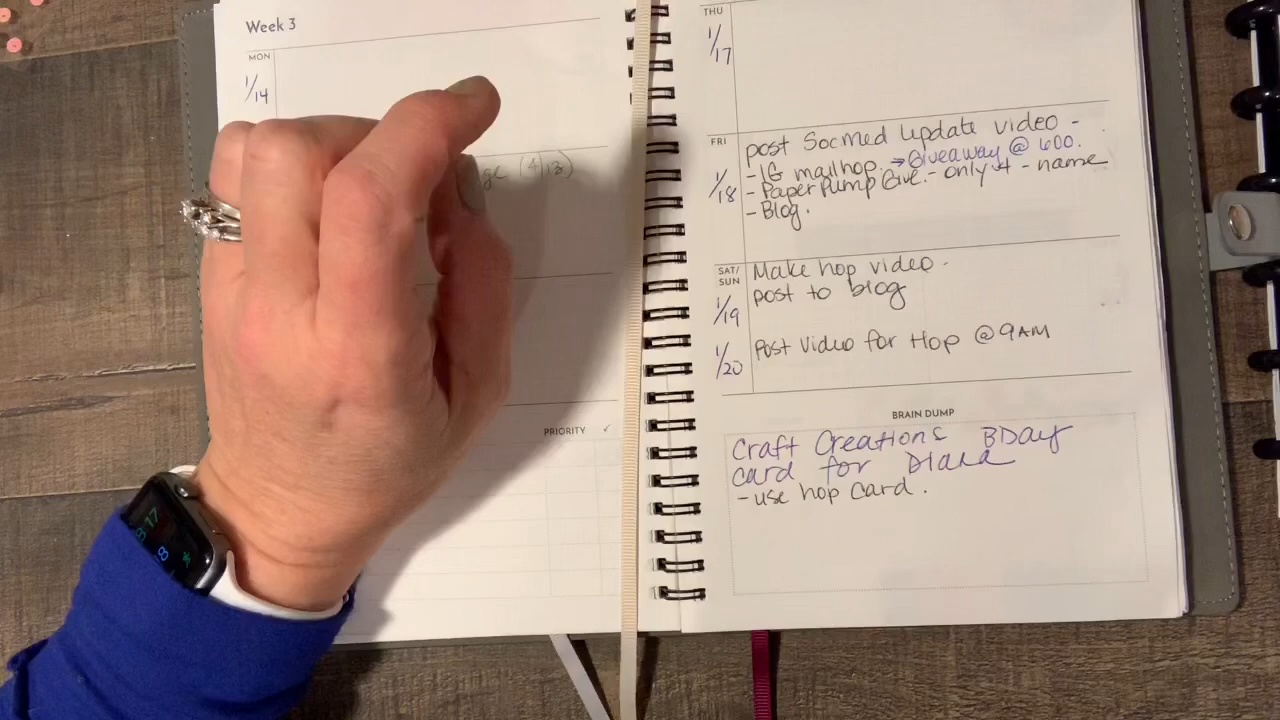 Week 3
MON
1/14
PRIORITY ✓
THU
1/17
FRI
1/18
post Socmed update video -
- IG mailhop. → Giveaway @ 600.
- Paper Pump Give. - only 4 - name
- Blog.
SAT/
SUN
1/19
Make hop video.
post to blog
1/20
Post Video for Hop @ 9AM
BRAIN DUMP
Craft Creations BDay
card for Diana
- use hop card.